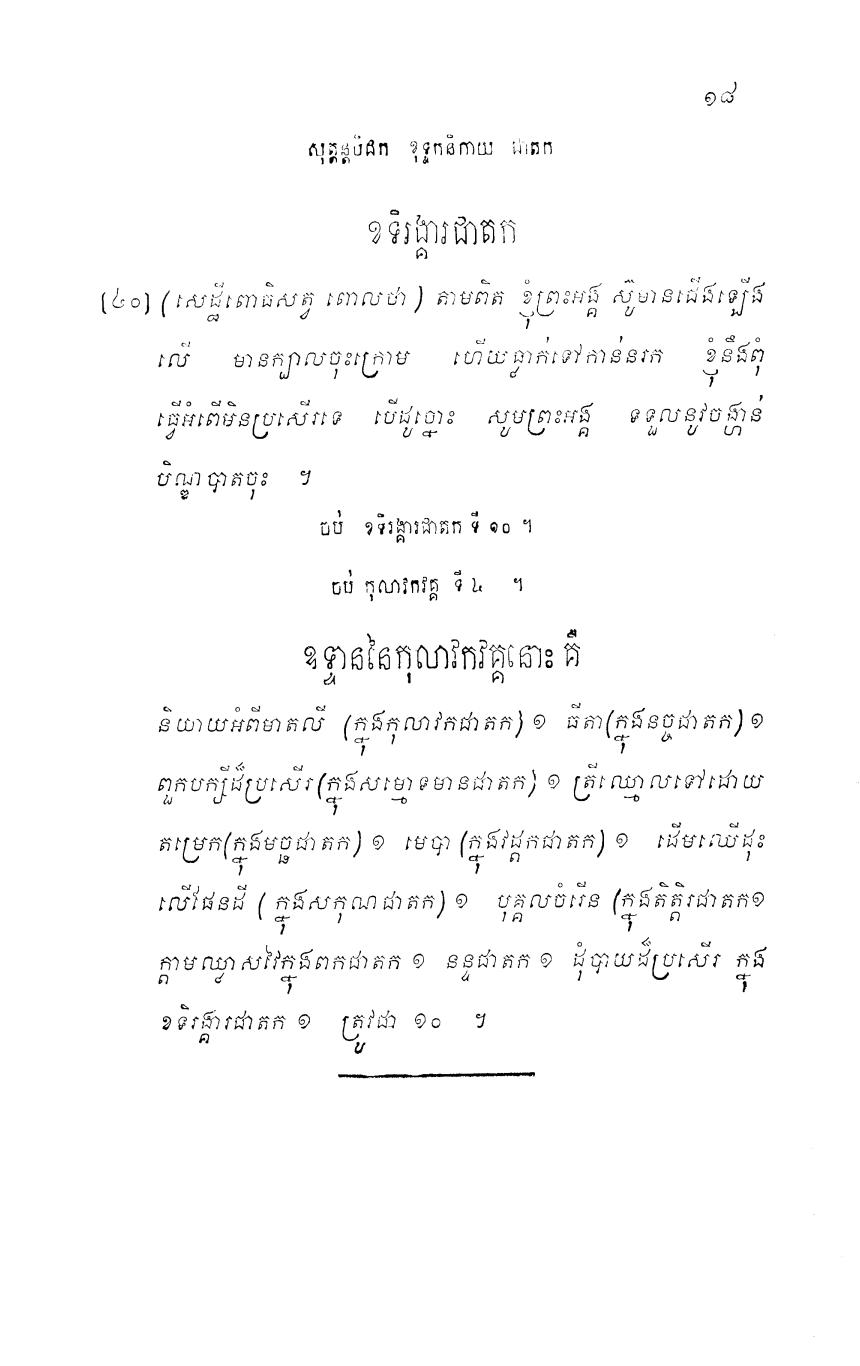 ១៨
សុត្តន្តបិដក ខុទ្ទកនិកាយ ជាតក
ខទិរង្គារជាតក
[៤០] (សេដ្ឋីពោធិសត្វ ពោលថា) តាមពិត ខ្ញុំព្រះអង្គ ស៊ូមានជើងឡើង
លើ មានក្បាលចុះក្រោម ហើយធ្លាក់ទៅកាន់នរក ខ្ញុំនឹងពុំ
ធ្វើអំពើមិនប្រសើរទេ បើដូច្នោះ សូមព្រះអង្គ ទទួលនូវចង្ហាន់
បិណ្ឌបាតចុះ ។
ចប់ ខទិរង្គារជាតក ទី ១០ ។
ចប់ កុលាវកវគ្គ ទី ៤ ។
ឧទ្ទាននៃកុលាវកវគ្គនោះ គឺ
និយាយអំពីមាតលី (ក្នុងកុលាវកជាតក) ១ ធីតា(ក្នុងនច្ចជាតក) ១
ពួកបក្សីដ៏ប្រសើរ(ក្នុងសម្មោទមានជាតក) ១ ត្រីឈ្មោលទៅដោយ
តម្រេក(ក្នុងមច្ឆជាតក) ១ មេបា (ក្នុងវដ្តកជាតក) ១ ដើមឈើដុះ
លើផែនដី ( ក្នុងសកុណជាតក) ១ បុគ្គលចំរើន (ក្នុងតិត្តិរជាតក១
ក្តាមឈ្មាសវៃក្នុងពកជាតក ១ នន្ទជាតក ១ ដុំបាយដ៏ប្រសើរ ក្នុង
ខទិរង្គារជាតក ១ ត្រូវជា ១០ ។